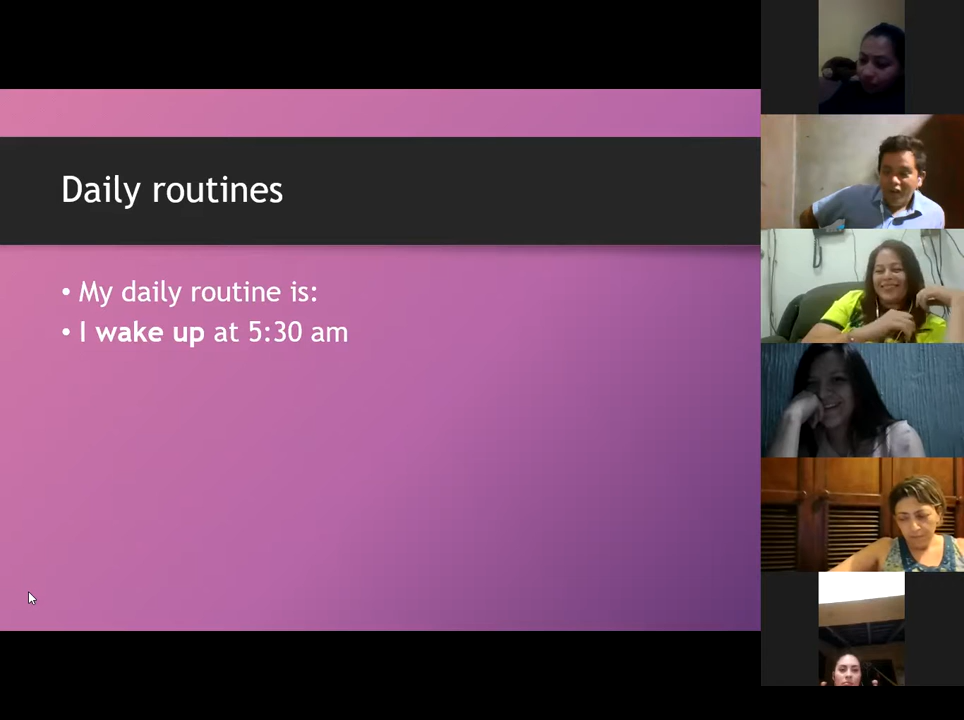 Daily routines
• My daily routine is:
• I wake up at 5:30 am